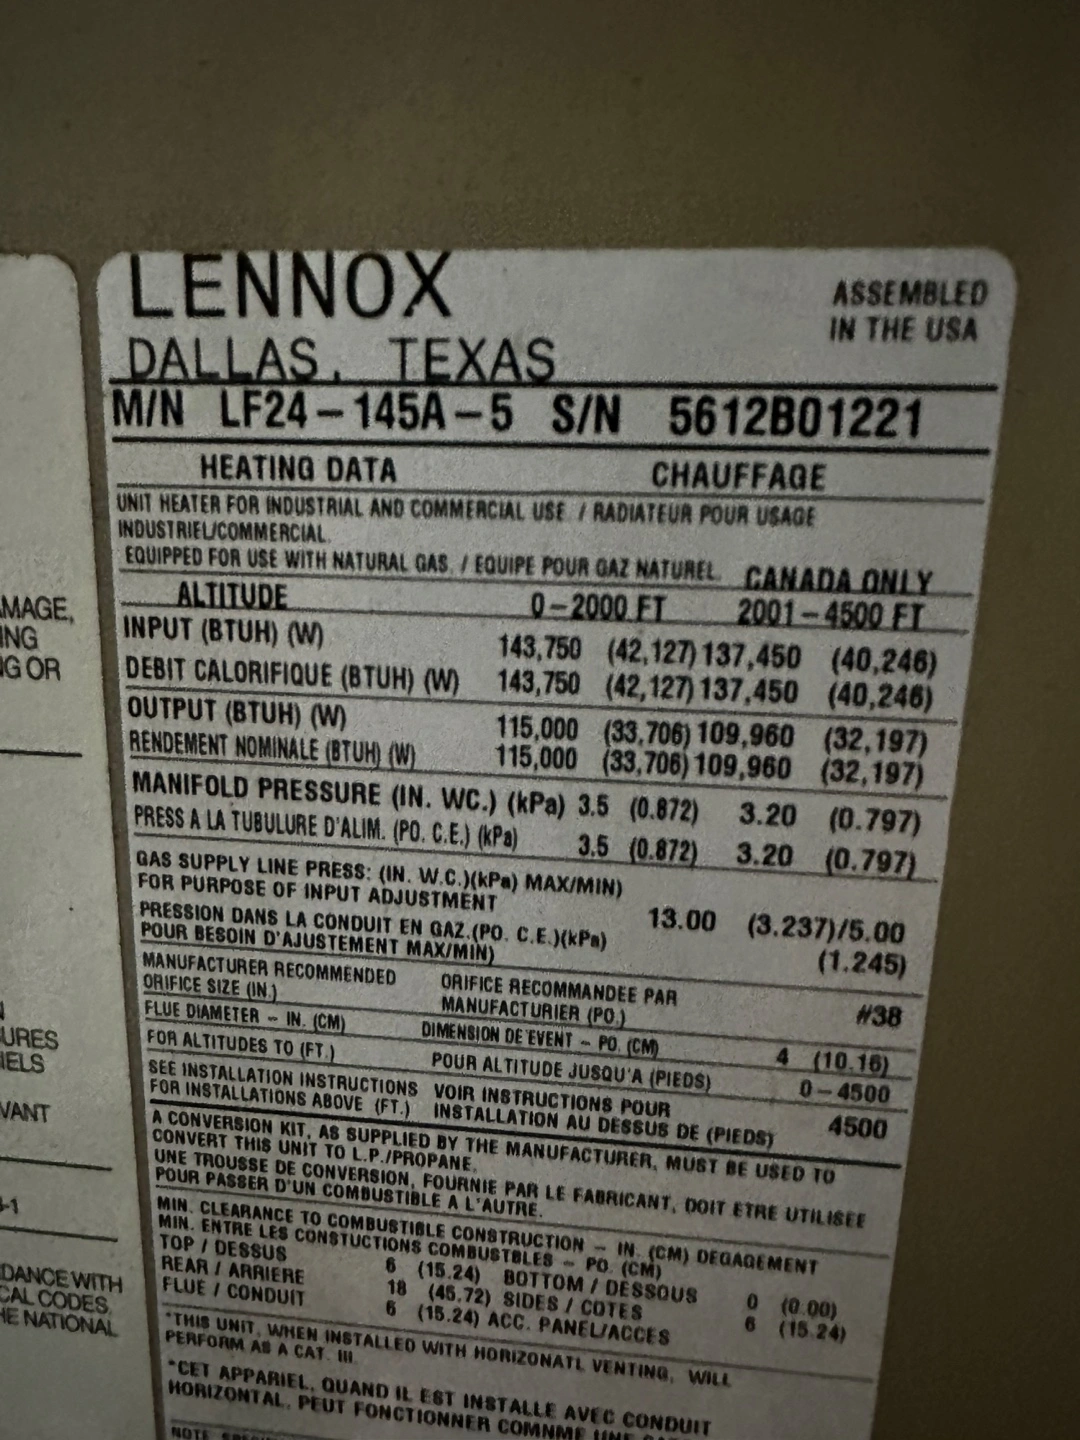 LENNOX
ASSEMBLED
IN THE USA
DALLAS, TEXAS
M/N LF24-145A-5 S/N 5612B01221
HEATING DATA CHAUFFAGE
UNIT HEATER FOR INDUSTRIAL AND COMMERCIAL USE / RADIATEUR POUR USAGE
INDUSTRIEL/COMMERCIAL
EQUIPPED FOR USE WITH NATURAL GAS. / EQUIPE POUR GAZ NATUREL CANADA ONLY
ALTITUDE 0-2000 FT 2001-4500 FT
INPUT (BTUH) (W) 143,750 (42,127) 137,450 (40,246)
DEBIT CALORIFIQUE (BTUH) (W) 143,750 (42,127) 137,450 (40,246)
OUTPUT (BTUH) (W) 115,000 (33,706) 109,960 (32,197)
RENDEMENT NOMINALE (BTUH) (W) 115,000 (33,706) 109,960 (32,197)
MANIFOLD PRESSURE (IN. WC.) (kPa) 3.5 (0.872) 3.20 (0.797)
PRESS A LA TUBULURE D'ALIM. (PO. C.E.) (kPa) 3.5 (0.872) 3.20 (0.797)
GAS SUPPLY LINE PRESS: (IN. W.C.)(kPa) MAX/MIN)
FOR PURPOSE OF INPUT ADJUSTMENT
PRESSION DANS LA CONDUIT EN GAZ.(PO. C.E.)(kPa) 13.00 (3.237)/5.00
POUR BESOIN D'AJUSTEMENT MAX/MIN) (1.245)
MANUFACTURER RECOMMENDED ORIFICE RECOMMANDEE PAR
ORIFICE SIZE (IN.) MANUFACTURIER (PO.) #38
FLUE DIAMETER - IN. (CM) DIMENSION DE'EVENT - PO. (CM) 4 (10.16)
FOR ALTITUDES TO (FT.) POUR ALTITUDE JUSQU'A (PIEDS) 0-4500
SEE INSTALLATION INSTRUCTIONS VOIR INSTRUCTIONS POUR
FOR INSTALLATIONS ABOVE (FT.) INSTALLATION AU DESSUS DE (PIEDS) 4500
A CONVERSION KIT, AS SUPPLIED BY THE MANUFACTURER, MUST BE USED TO
CONVERT THIS UNIT TO L.P./PROPANE.
UNE TROUSSE DE CONVERSION, FOURNIE PAR LE FABRICANT, DOIT ETRE UTILISEE
POUR PASSER D'UN COMBUSTIBLE A L'AUTRE.
MIN. CLEARANCE TO COMBUSTIBLE CONSTRUCTION - IN. (CM) DEGAGEMENT
MIN. ENTRE LES CONSTUCTIONS COMBUSTBLES - PO. (CM)
TOP / DESSUS 6 (15.24) BOTTOM / DESSOUS 0 (0.00)
REAR / ARRIERE 18 (45.72) SIDES / COTES 6 (15.24)
FLUE / CONDUIT 6 (15.24) ACC. PANEL/ACCES
*THIS UNIT, WHEN INSTALLED WITH HORIZONATL VENTING, WILL
PERFORM AS A CAT. III
*CET APPAREIL, QUAND IL EST INSTALLE AVEC CONDUIT
HORIZONTAL, PEUT FONCTIONNER COMNME UNE
NOTE
AMAGE,
ING
NG OR
SURES
NELS
VANT
-1
DANCE WITH
CAL CODES,
HE NATIONAL